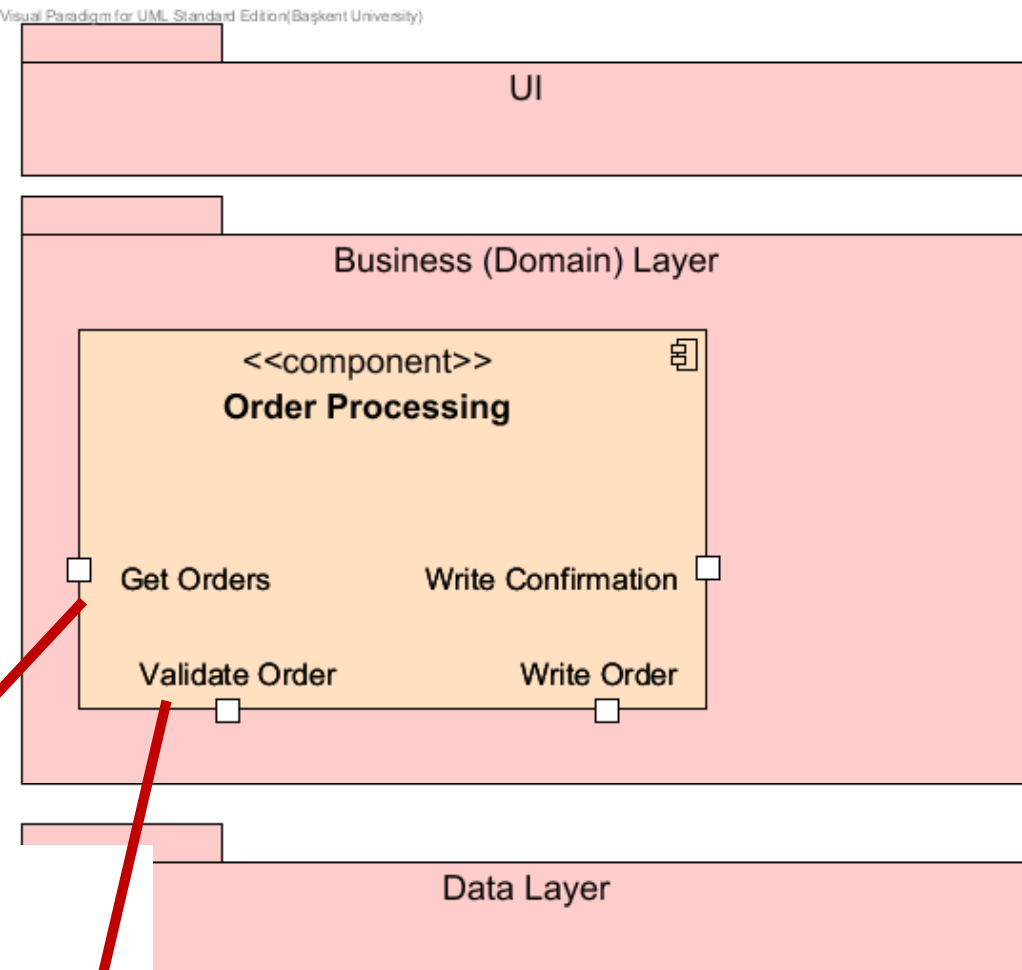 Visual Paradigm for UML Standard Edition(Başkent University)
UI
Business (Domain) Layer
<<component>>
Order Processing
Get Orders
Write Confirmation
Validate Order
Write Order
Data Layer